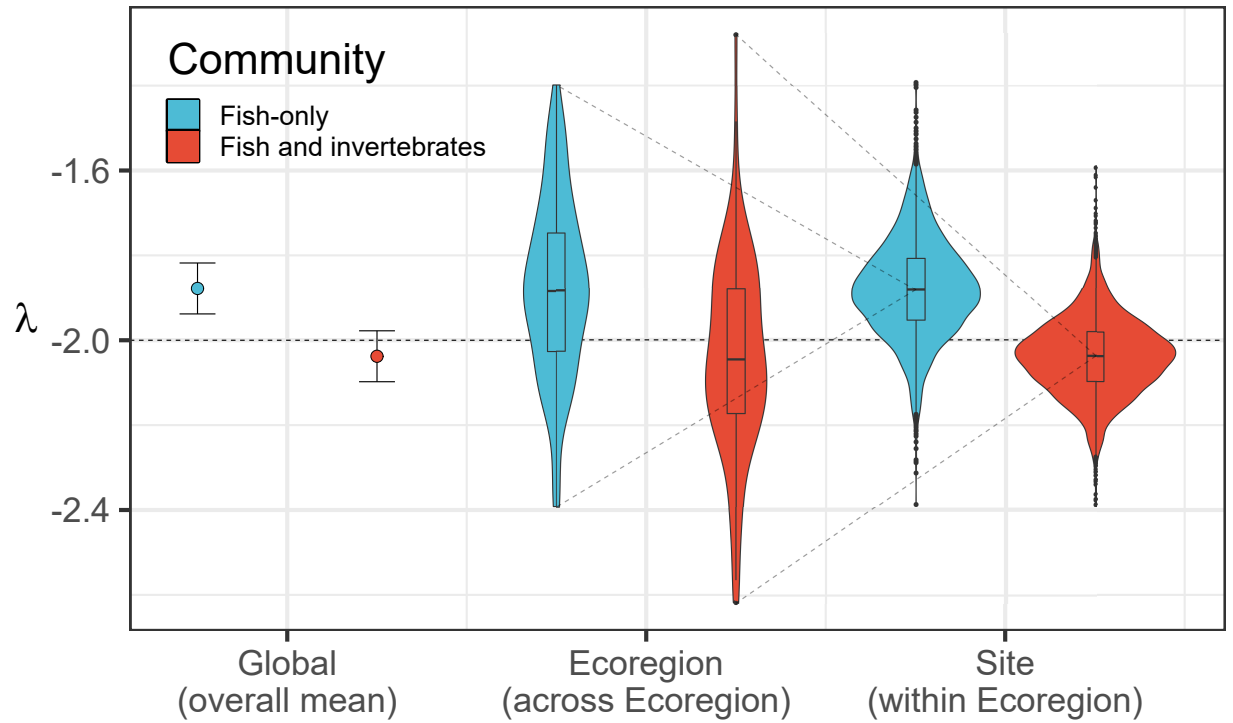 Community
Fish-only
Fish and invertebrates
λ
-1.6
-2.0
-2.4
Global
(overall mean)
Ecoregion
(across Ecoregion)
Site
(within Ecoregion)